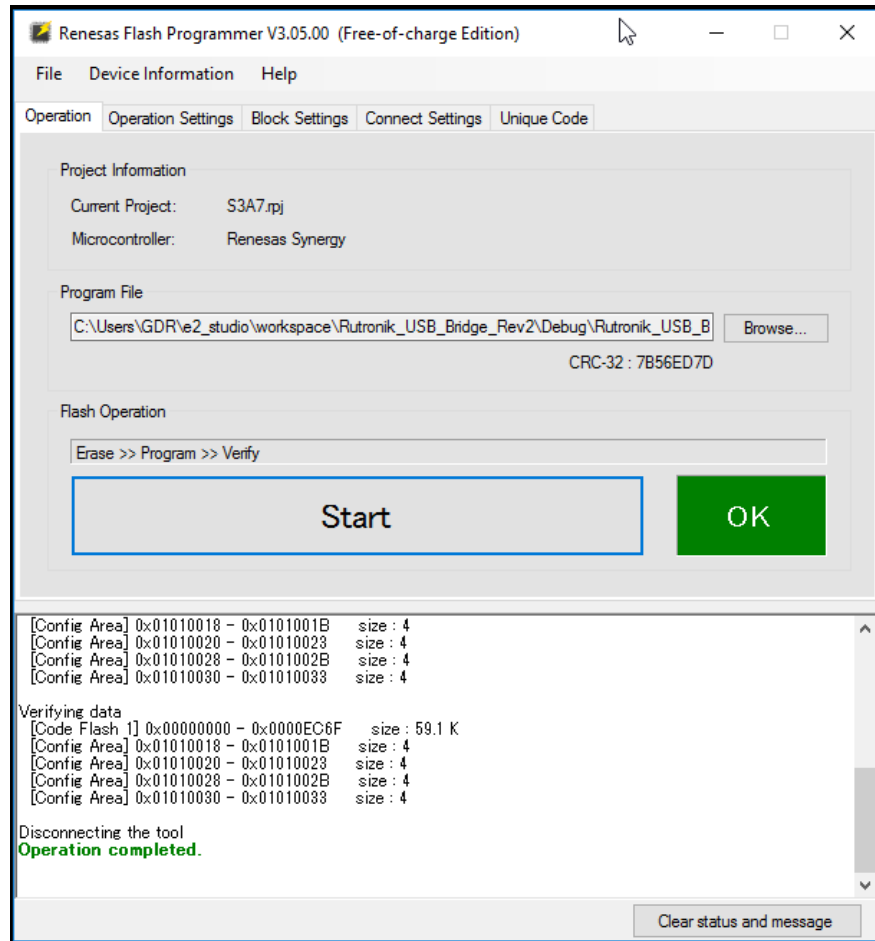 Renesas Flash Programmer V3.05.00 (Free-of-charge Edition)
File Device Information Help
Operation Operation Settings Block Settings Connect Settings Unique Code
Project Information
Current Project: S3A7.rpj
Microcontroller: Renesas Synergy
Program File
C:\Users\GDR\e2_studio\workspace\Rutronik_USB_Bridge_Rev2\Debug\Rutronik_USB_B Browse...
CRC-32 : 7B56ED7D
Flash Operation
Erase >> Program >> Verify
Start OK
[Config Area] 0x01010018 - 0x0101001B size : 4
[Config Area] 0x01010020 - 0x01010023 size : 4
[Config Area] 0x01010028 - 0x0101002B size : 4
[Config Area] 0x01010030 - 0x01010033 size : 4
Verifying data
[Code Flash 1] 0x00000000 - 0x0000EC6F size : 59.1 K
[Config Area] 0x01010018 - 0x0101001B size : 4
[Config Area] 0x01010020 - 0x01010023 size : 4
[Config Area] 0x01010028 - 0x0101002B size : 4
[Config Area] 0x01010030 - 0x01010033 size : 4
Disconnecting the tool
Operation completed.
Clear status and message